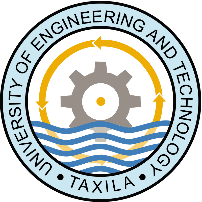 UNIVERSITY OF ENGINEERING AND TECHNOLOGY
• TAXILA •